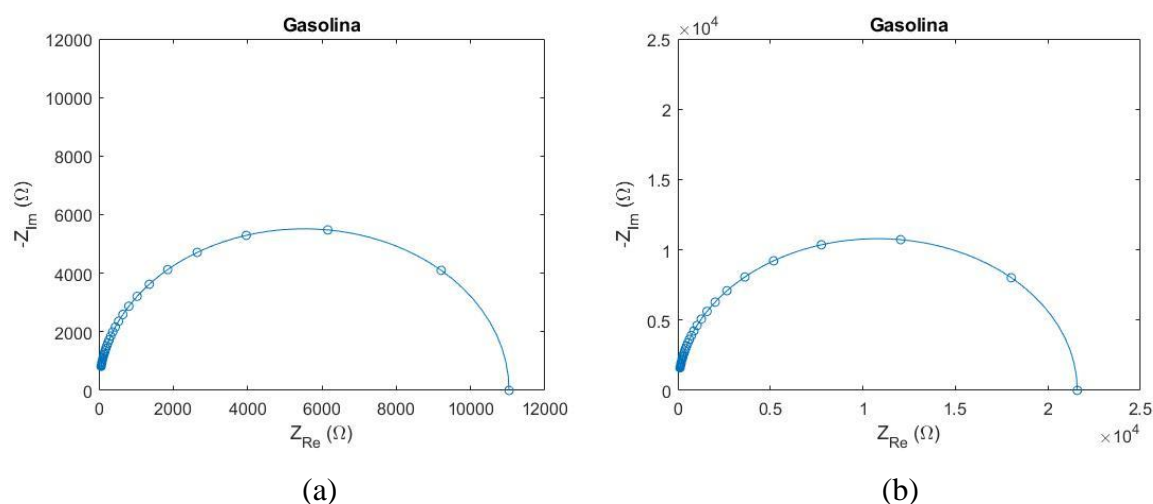 Gasolina
12000
10000
8000
6000
4000
2000
0
-Z_Im (Ω)
0 2000 4000 6000 8000 10000 12000
Z_Re (Ω)
(a)
Gasolina
×10^4
2.5
2
1.5
1
0.5
0
-Z_Im (Ω)
0 0.5 1 1.5 2 2.5
Z_Re (Ω)
×10^4
(b)